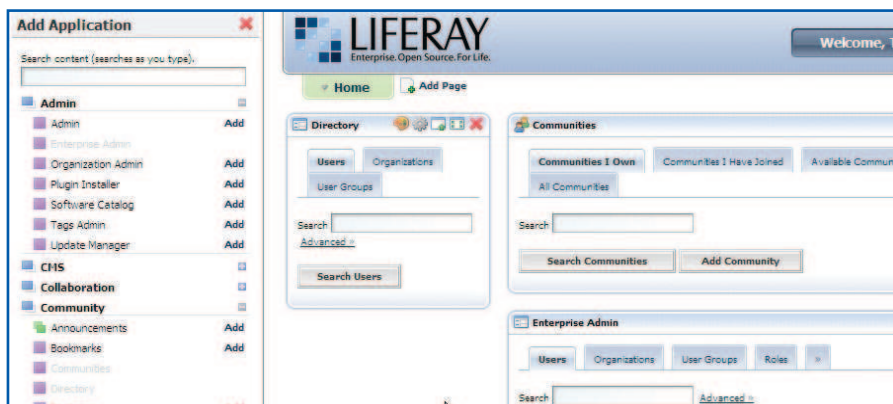 Add Application
Search content (searches as you type).
Admin
Admin Add
Enterprise Admin
Organization Admin Add
Plugin Installer Add
Software Catalog Add
Tags Admin Add
Update Manager Add
CMS
Collaboration
Community
Announcements Add
Bookmarks Add
Communities
Directory
LIFERAY
Enterprise. Open Source. For Life.
Welcome, T
Home
Add Page
Directory
Users Organizations
User Groups
Search
Advanced »
Search Users
Communities
Communities I Own Communities I Have Joined Available Commun
All Communities
Search
Search Communities Add Community
Enterprise Admin
Users Organizations User Groups Roles »
Search Advanced »